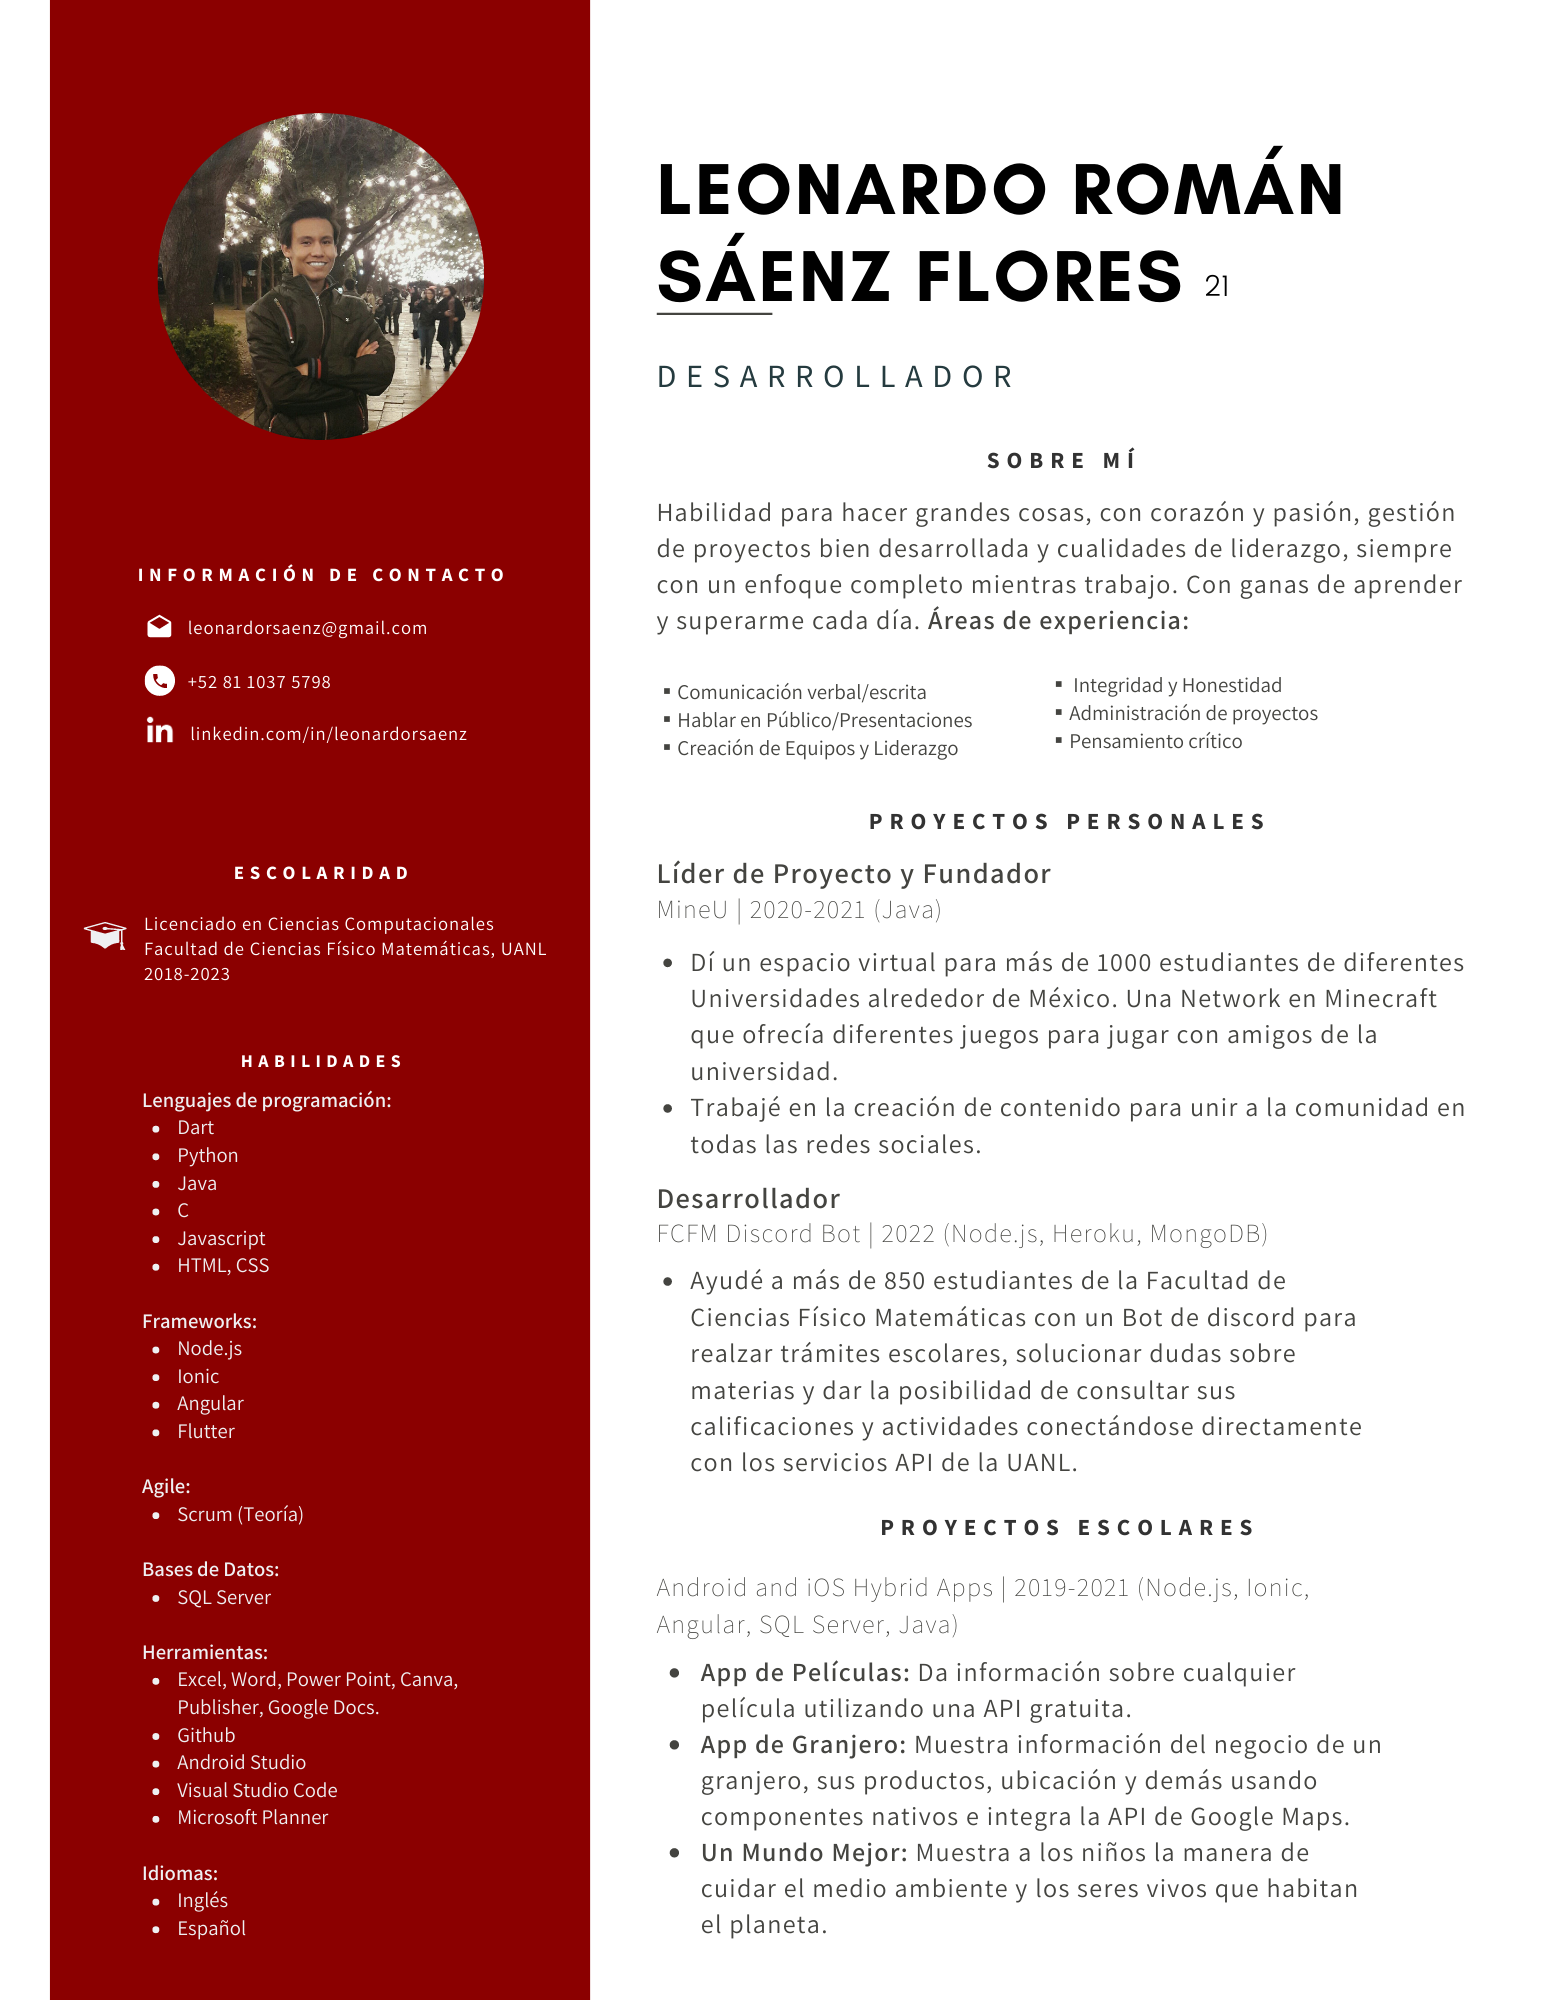 LEONARDO ROMÁN
SÁENZ FLORES 21
DESARROLLADOR
INFORMACIÓN DE CONTACTO
leonardorsaenz@gmail.com
+52 81 1037 5798
linkedin.com/in/leonardorsaenz
ESCOLARIDAD
Licenciado en Ciencias Computacionales
Facultad de Ciencias Físico Matemáticas, UANL
2018-2023
HABILIDADES
Lenguajes de programación:
• Dart
• Python
• Java
• C
• Javascript
• HTML, CSS
Frameworks:
• Node.js
• Ionic
• Angular
• Flutter
Agile:
• Scrum (Teoría)
Bases de Datos:
• SQL Server
Herramientas:
• Excel, Word, Power Point, Canva,
Publisher, Google Docs.
• Github
• Android Studio
• Visual Studio Code
• Microsoft Planner
Idiomas:
• Inglés
• Español
SOBRE MÍ
Habilidad para hacer grandes cosas, con corazón y pasión, gestión
de proyectos bien desarrollada y cualidades de liderazgo, siempre
con un enfoque completo mientras trabajo. Con ganas de aprender
y superarme cada día. Áreas de experiencia:
▪ Comunicación verbal/escrita
▪ Hablar en Público/Presentaciones
▪ Creación de Equipos y Liderazgo
▪ Integridad y Honestidad
▪ Administración de proyectos
▪ Pensamiento crítico
PROYECTOS PERSONALES
Líder de Proyecto y Fundador
MineU | 2020-2021 (Java)
• Dí un espacio virtual para más de 1000 estudiantes de diferentes
Universidades alrededor de México. Una Network en Minecraft
que ofrecía diferentes juegos para jugar con amigos de la
universidad.
• Trabajé en la creación de contenido para unir a la comunidad en
todas las redes sociales.
Desarrollador
FCFM Discord Bot | 2022 (Node.js, Heroku, MongoDB)
• Ayudé a más de 850 estudiantes de la Facultad de
Ciencias Físico Matemáticas con un Bot de discord para
realzar trámites escolares, solucionar dudas sobre
materias y dar la posibilidad de consultar sus
calificaciones y actividades conectándose directamente
con los servicios API de la UANL.
PROYECTOS ESCOLARES
Android and iOS Hybrid Apps | 2019-2021 (Node.js, Ionic,
Angular, SQL Server, Java)
• App de Películas: Da información sobre cualquier
película utilizando una API gratuita.
• App de Granjero: Muestra información del negocio de un
granjero, sus productos, ubicación y demás usando
componentes nativos e integra la API de Google Maps.
• Un Mundo Mejor: Muestra a los niños la manera de
cuidar el medio ambiente y los seres vivos que habitan
el planeta.